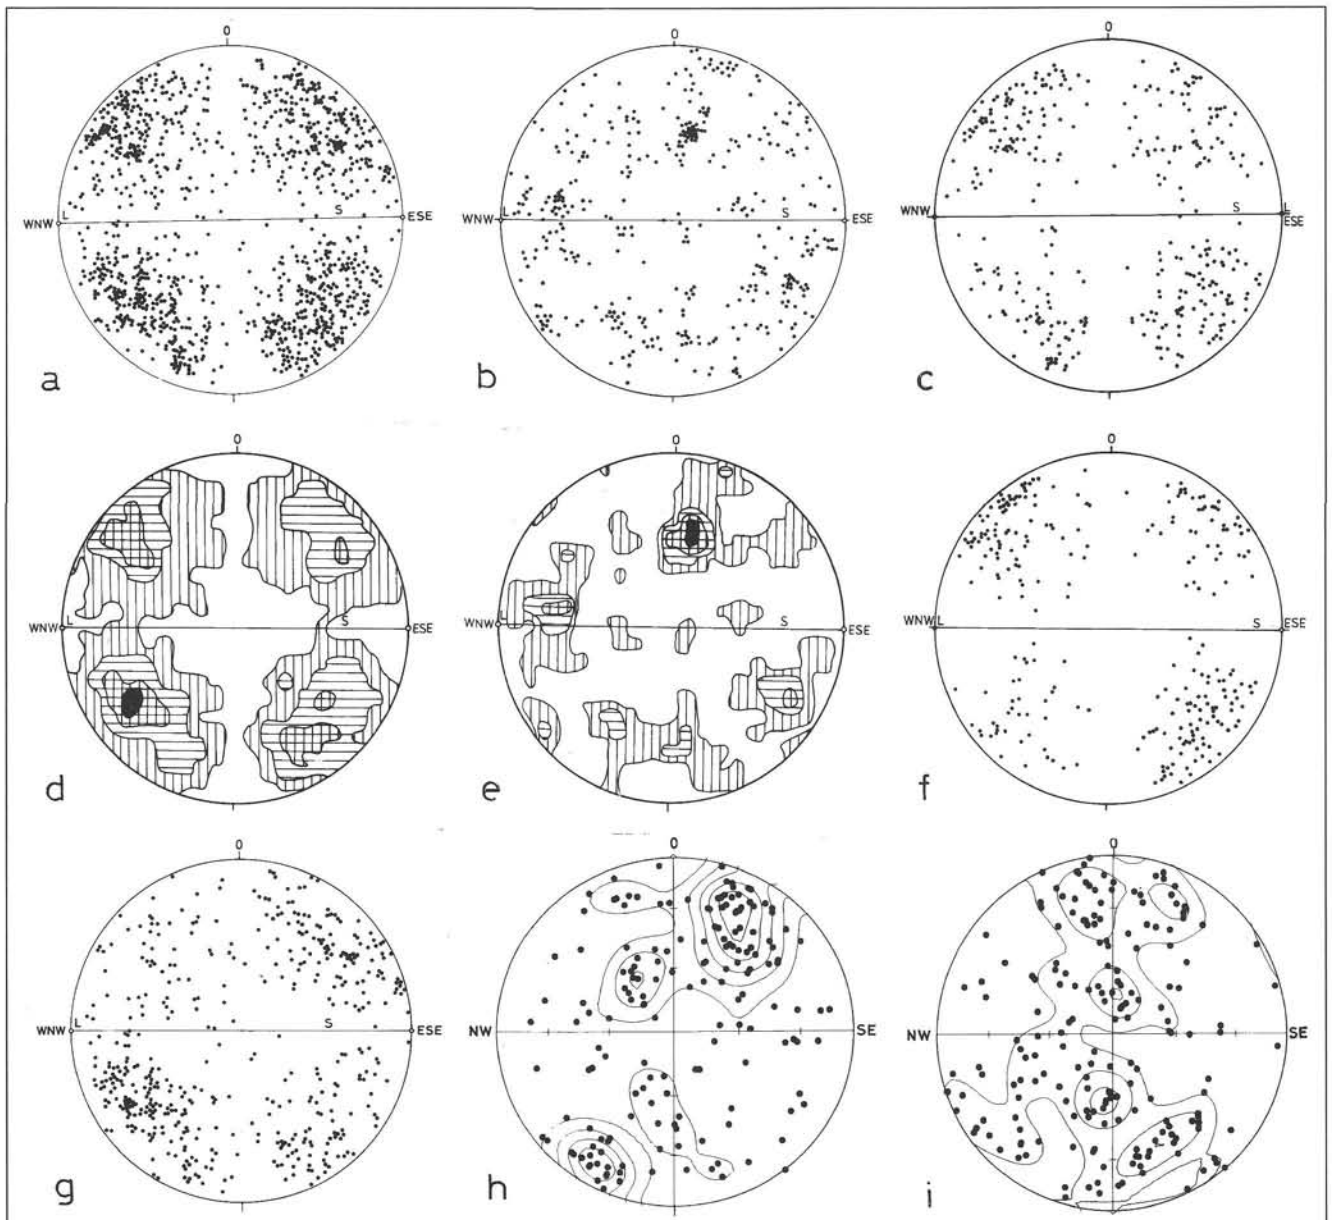 0 0 0
WNW L S ESE WNW L S ESE WNW S L ESE
a b c
0 0 0
WNW L S ESE WNW L S ESE WNW L S ESE
d e f
0 0 0
WNW L S ESE NW SE NW SE
g h i